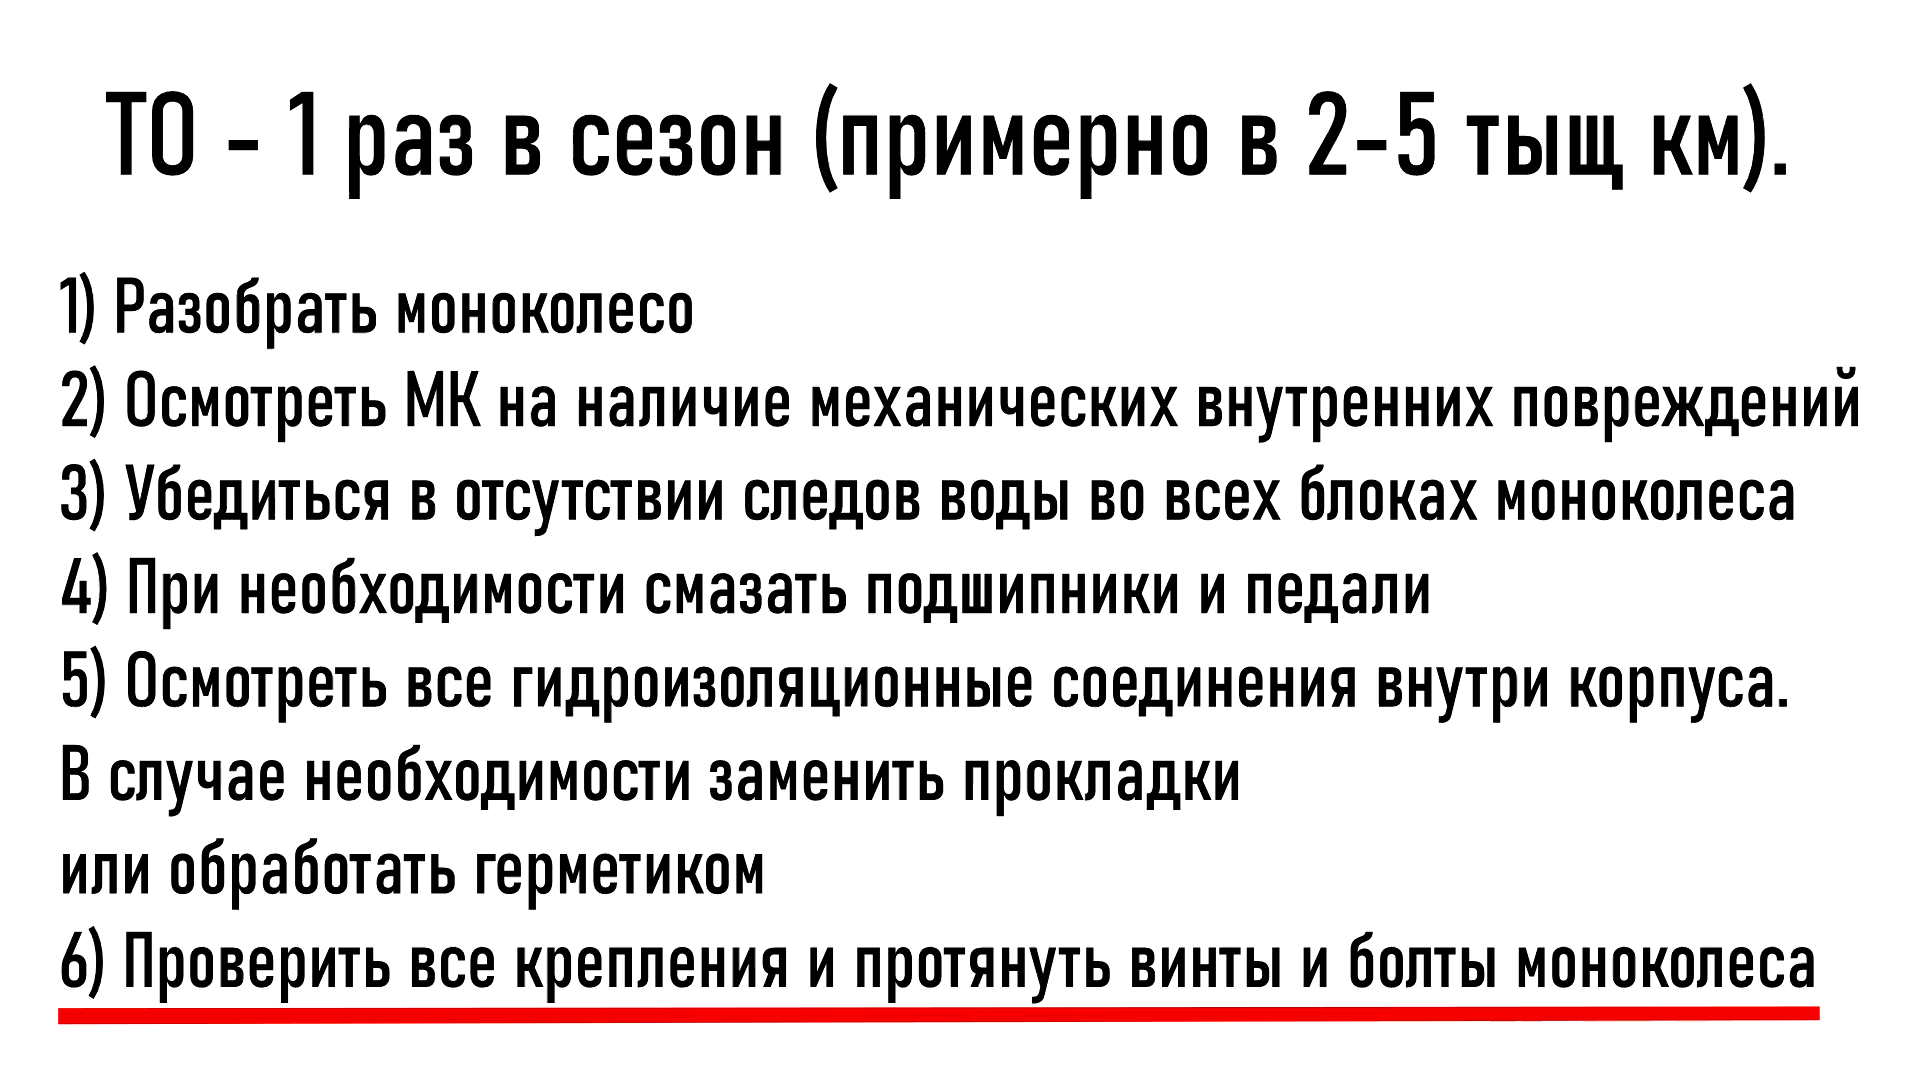 ТО - 1 раз в сезон (примерно в 2-5 тыщ км).
1) Разобрать моноколесо
2) Осмотреть МК на наличие механических внутренних повреждений
3) Убедиться в отсутствии следов воды во всех блоках моноколеса
4) При необходимости смазать подшипники и педали
5) Осмотреть все гидроизоляционные соединения внутри корпуса.
В случае необходимости заменить прокладки
или обработать герметиком
6) Проверить все крепления и протянуть винты и болты моноколеса